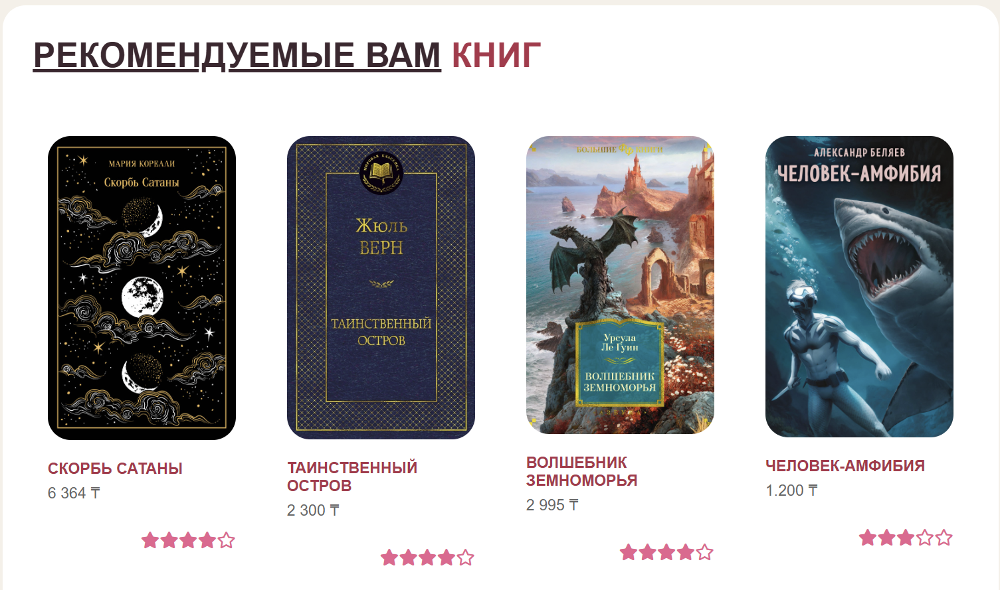 РЕКОМЕНДУЕМЫЕ ВАМ КНИГ
МАРИЯ КОРЕЛЛИ
Скорбь Сатаны
МИРОВАЯ КЛАССИКА
Жюль
ВЕРН
ТАИНСТВЕННЫЙ
ОСТРОВ
БОЛЬШИЕ КНИГИ
Урсула
Ле Гуин
ВОЛШЕБНИК
ЗЕМНОМОРЬЯ
АЗБУКА
АЛЕКСАНДР БЕЛЯЕВ
ЧЕЛОВЕК-АМФИБИЯ
СКОРБЬ САТАНЫ
6 364 ₸
ТАИНСТВЕННЫЙ
ОСТРОВ
2 300 ₸
ВОЛШЕБНИК
ЗЕМНОМОРЬЯ
2 995 ₸
ЧЕЛОВЕК-АМФИБИЯ
1.200 ₸